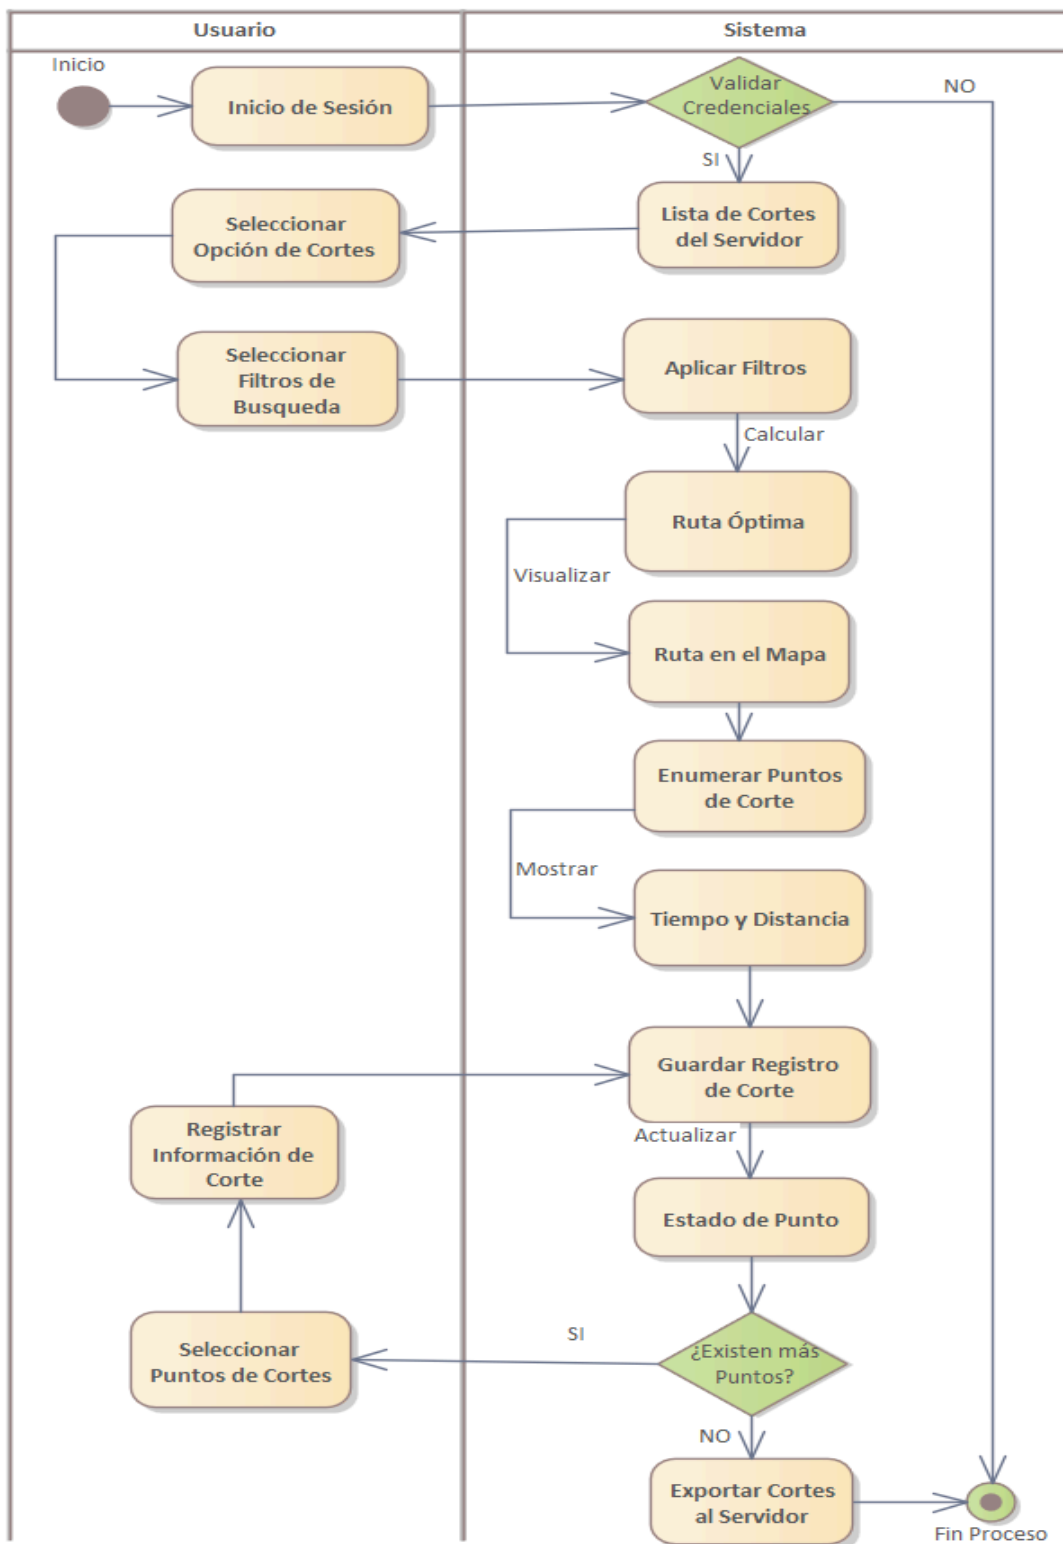 Usuario
Sistema
Inicio
Inicio de Sesión
Validar
Credenciales
NO
SI
Lista de Cortes
del Servidor
Seleccionar
Opción de Cortes
Seleccionar
Filtros de
Busqueda
Aplicar Filtros
Calcular
Ruta Óptima
Visualizar
Ruta en el Mapa
Enumerar Puntos
de Corte
Mostrar
Tiempo y Distancia
Guardar Registro
de Corte
Registrar
Información de
Corte
Actualizar
Estado de Punto
¿Existen más
Puntos?
SI
Seleccionar
Puntos de Cortes
NO
Exportar Cortes
al Servidor
Fin Proceso